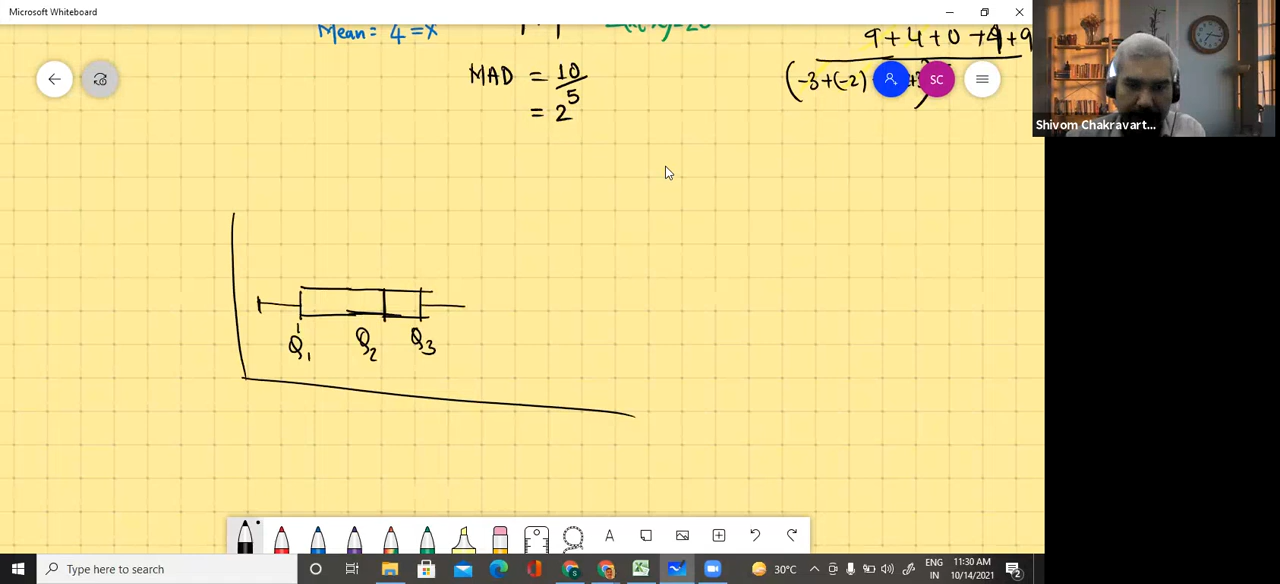 Microsoft Whiteboard
Mean = 4 = x
9 + 4 + 0 + 4 + 9
MAD = 10/5
(-3+(-2)
= 2
SC
Shivom Chakravart...
Q1 Q2 Q3
A
Type here to search
30°C
ENG
IN
11:30 AM
10/14/2021
2